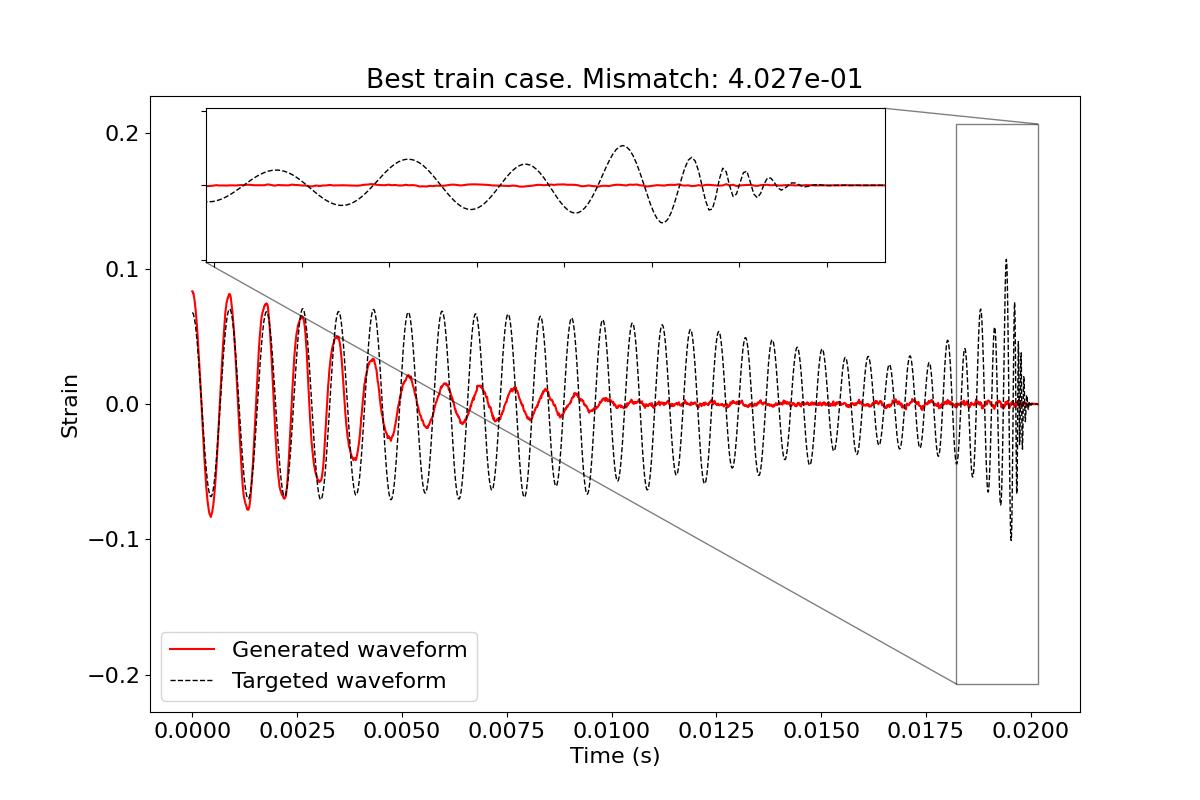 Best train case. Mismatch: 4.027e-01
0.2
0.1
0.0
−0.1
−0.2
Strain
Generated waveform
Targeted waveform
0.0000 0.0025 0.0050 0.0075 0.0100 0.0125 0.0150 0.0175 0.0200
Time (s)